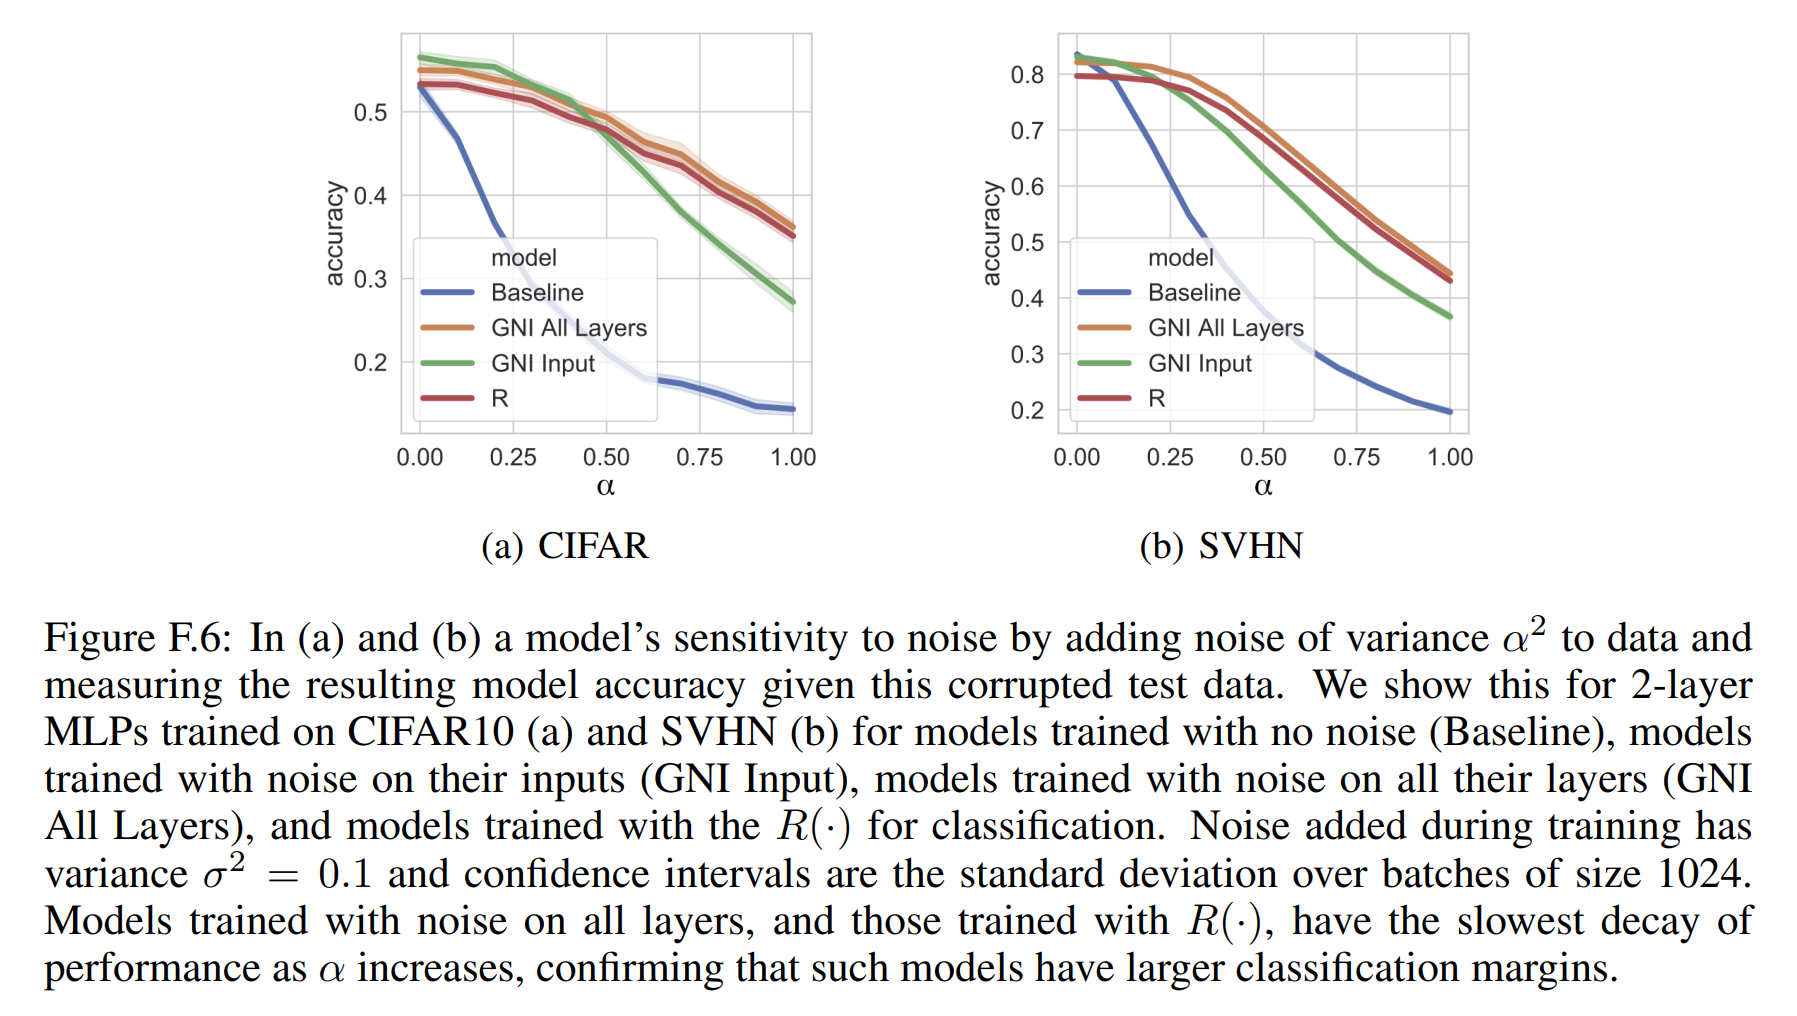 accuracy
0.5
0.4
0.3
0.2
model
Baseline
GNI All Layers
GNI Input
R
0.00 0.25 0.50 0.75 1.00
α
(a) CIFAR
accuracy
0.8
0.7
0.6
0.5
0.4
0.3
0.2
model
Baseline
GNI All Layers
GNI Input
R
0.00 0.25 0.50 0.75 1.00
α
(b) SVHN
Figure F.6: In (a) and (b) a model's sensitivity to noise by adding noise of variance α² to data and
measuring the resulting model accuracy given this corrupted test data. We show this for 2-layer
MLPs trained on CIFAR10 (a) and SVHN (b) for models trained with no noise (Baseline), models
trained with noise on their inputs (GNI Input), models trained with noise on all their layers (GNI
All Layers), and models trained with the R(·) for classification. Noise added during training has
variance σ² = 0.1 and confidence intervals are the standard deviation over batches of size 1024.
Models trained with noise on all layers, and those trained with R(·), have the slowest decay of
performance as α increases, confirming that such models have larger classification margins.